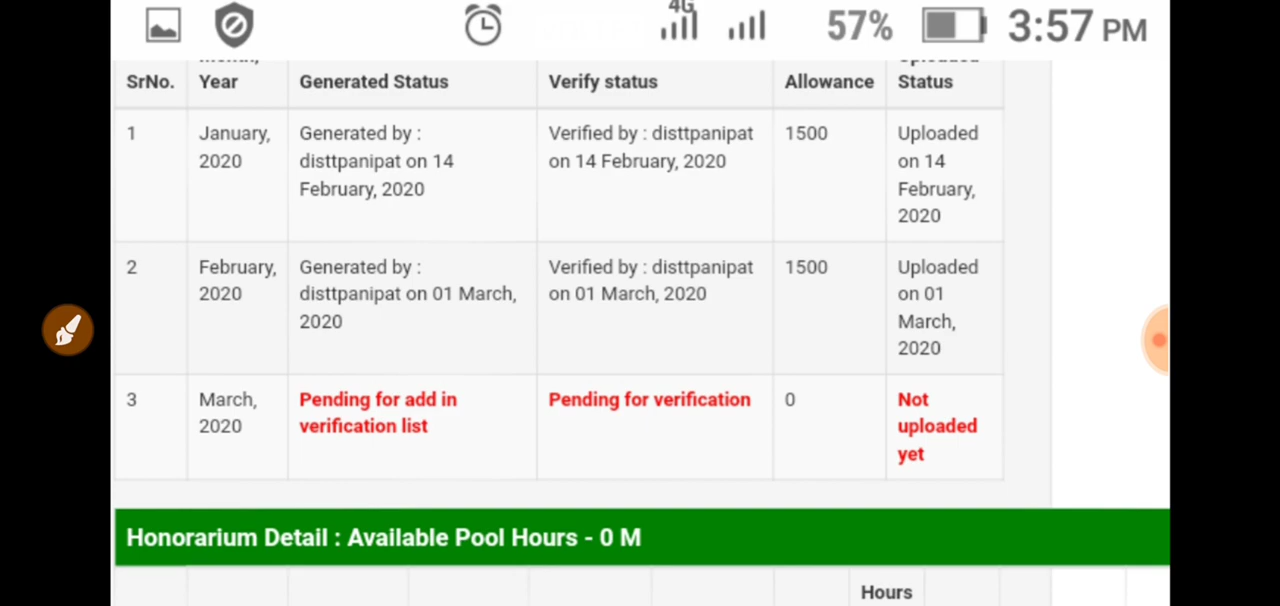 4G
57%
3:57 PM
SrNo.
Year
Generated Status
Verify status
Allowance
Status
1
January,
2020
Generated by :
disttpanipat on 14
February, 2020
Verified by : disttpanipat
on 14 February, 2020
1500
Uploaded
on 14
February,
2020
2
February,
2020
Generated by :
disttpanipat on 01 March,
2020
Verified by : disttpanipat
on 01 March, 2020
1500
Uploaded
on 01
March,
2020
3
March,
2020
Pending for add in
verification list
Pending for verification
0
Not
uploaded
yet
Honorarium Detail : Available Pool Hours - 0 M
Hours